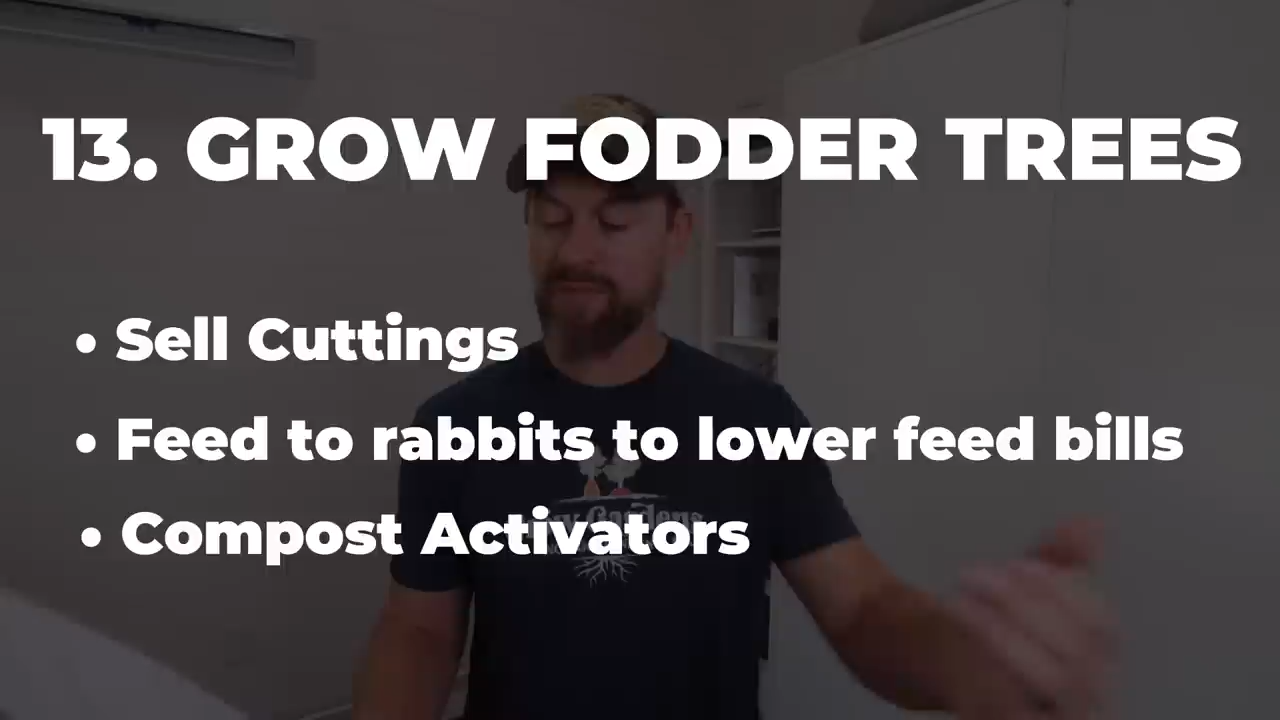 13. GROW FODDER TREES
• Sell Cuttings
• Feed to rabbits to lower feed bills
• Compost Activators